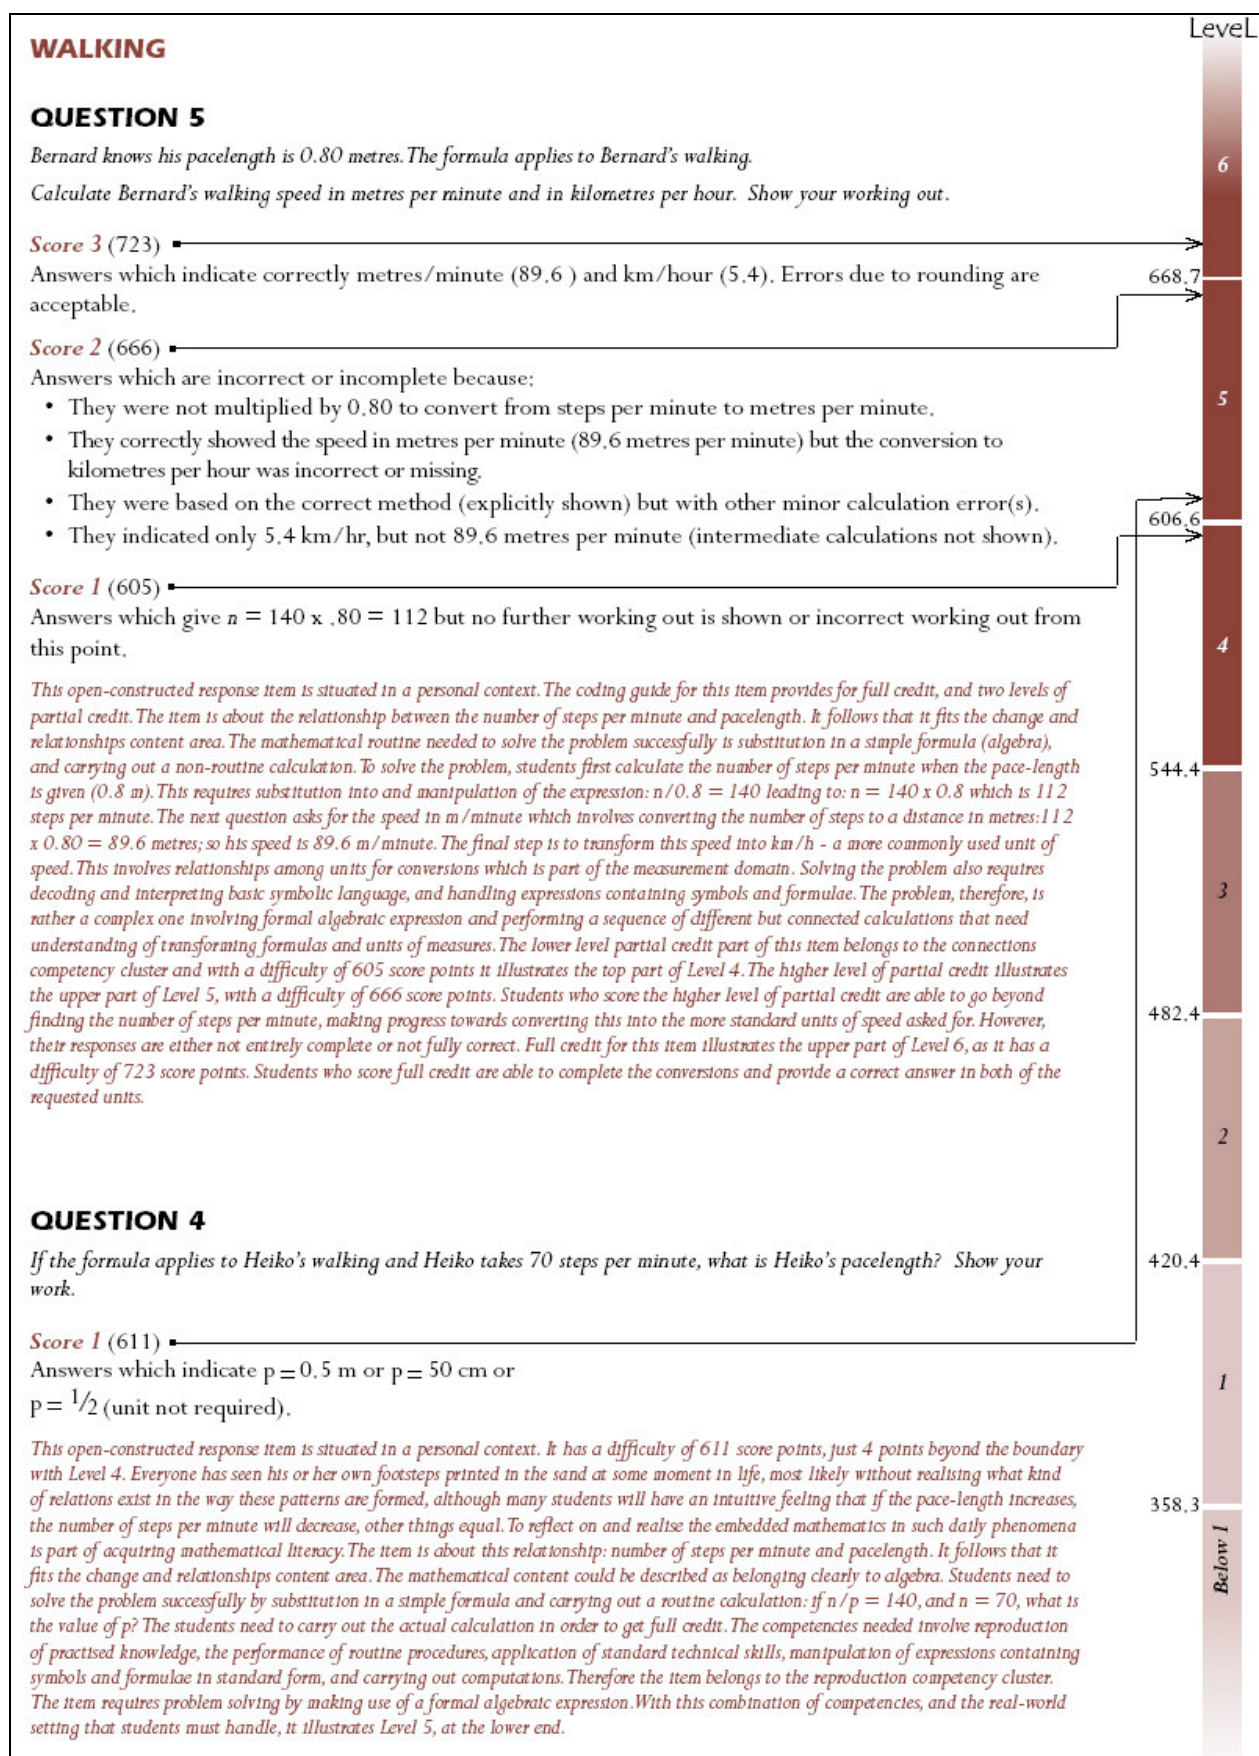 LeveL
WALKING
QUESTION 5
Bernard knows his pacelength is 0.80 metres. The formula applies to Bernard's walking.
Calculate Bernard's walking speed in metres per minute and in kilometres per hour. Show your working out.
6
Score 3 (723)
Answers which indicate correctly metres/minute (89.6 ) and km/hour (5.4). Errors due to rounding are
acceptable.
668.7
Score 2 (666)
Answers which are incorrect or incomplete because:
• They were not multiplied by 0.80 to convert from steps per minute to metres per minute.
• They correctly showed the speed in metres per minute (89.6 metres per minute) but the conversion to
kilometres per hour was incorrect or missing.
• They were based on the correct method (explicitly shown) but with other minor calculation error(s).
• They indicated only 5.4 km/hr, but not 89.6 metres per minute (intermediate calculations not shown).
5
606.6
Score 1 (605)
Answers which give n = 140 x .80 = 112 but no further working out is shown or incorrect working out from
this point.
4
This open-constructed response item is situated in a personal context. The coding guide for this item provides for full credit, and two levels of
partial credit. The item is about the relationship between the number of steps per minute and pacelength. It follows that it fits the change and
relationships content area. The mathematical routine needed to solve the problem successfully is substitution in a simple formula (algebra),
and carrying out a non-routine calculation. To solve the problem, students first calculate the number of steps per minute when the pace-length
is given (0.8 m). This requires substitution into and manipulation of the expression: n/0.8 = 140 leading to: n = 140 x 0.8 which is 112
steps per minute. The next question asks for the speed in m/minute which involves converting the number of steps to a distance in metres:112
x 0.80 = 89.6 metres; so his speed is 89.6 m/minute. The final step is to transform this speed into km/h - a more commonly used unit of
speed. This involves relationships among units for conversions which is part of the measurement domain. Solving the problem also requires
decoding and interpreting basic symbolic language, and handling expressions containing symbols and formulae. The problem, therefore, is
rather a complex one involving formal algebraic expression and performing a sequence of different but connected calculations that need
understanding of transforming formulas and units of measures. The lower level partial credit part of this item belongs to the connections
competency cluster and with a difficulty of 605 score points it illustrates the top part of Level 4. The higher level of partial credit illustrates
the upper part of Level 5, with a difficulty of 666 score points. Students who score the higher level of partial credit are able to go beyond
finding the number of steps per minute, making progress towards converting this into the more standard units of speed asked for. However,
their responses are either not entirely complete or not fully correct. Full credit for this item illustrates the upper part of Level 6, as it has a
difficulty of 723 score points. Students who score full credit are able to complete the conversions and provide a correct answer in both of the
requested units.
544.4
3
482.4
2
QUESTION 4
If the formula applies to Heiko's walking and Heiko takes 70 steps per minute, what is Heiko's pacelength? Show your
work.
420.4
Score 1 (611)
Answers which indicate p = 0.5 m or p = 50 cm or
p = 1/2 (unit not required).
1
This open-constructed response item is situated in a personal context. It has a difficulty of 611 score points, just 4 points beyond the boundary
with Level 4. Everyone has seen his or her own footsteps printed in the sand at some moment in life, most likely without realising what kind
of relations exist in the way these patterns are formed, although many students will have an intuitive feeling that if the pace-length increases,
the number of steps per minute will decrease, other things equal. To reflect on and realise the embedded mathematics in such daily phenomena
is part of acquiring mathematical literacy. The item is about this relationship: number of steps per minute and pacelength. It follows that it
fits the change and relationships content area. The mathematical content could be described as belonging clearly to algebra. Students need to
solve the problem successfully by substitution in a simple formula and carrying out a routine calculation: if n/p = 140, and n = 70, what is
the value of p? The students need to carry out the actual calculation in order to get full credit. The competencies needed involve reproduction
of practised knowledge, the performance of routine procedures, application of standard technical skills, manipulation of expressions containing
symbols and formulae in standard form, and carrying out computations. Therefore the item belongs to the reproduction competency cluster.
The item requires problem solving by making use of a formal algebraic expression. With this combination of competencies, and the real-world
setting that students must handle, it illustrates Level 5, at the lower end.
358.3
Below 1